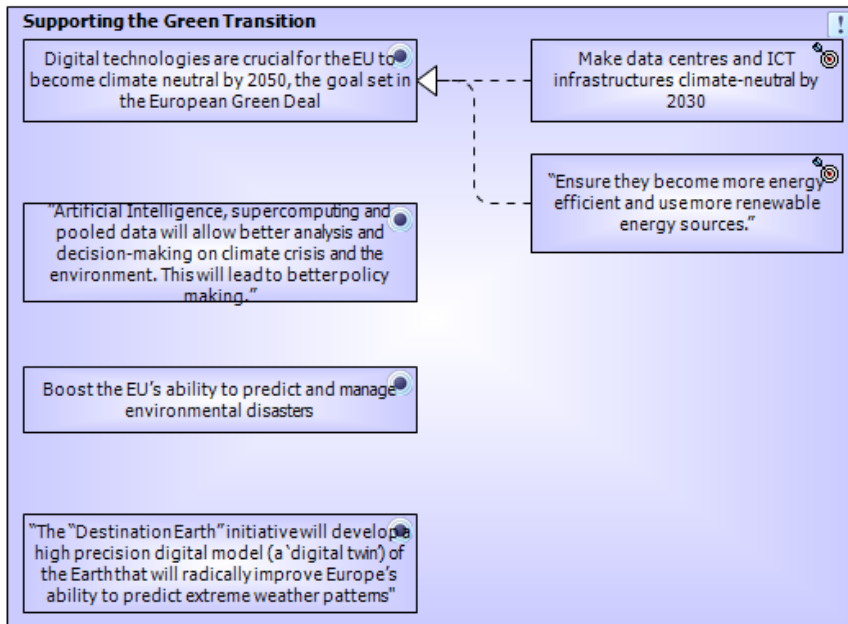 Supporting the Green Transition
!
Digital technologies are crucial for the EU to
become climate neutral by 2050, the goal set in
the European Green Deal
Make data centres and ICT
infrastructures climate-neutral by
2030
“Ensure they become more energy
efficient and use more renewable
energy sources.”
“Artificial Intelligence, supercomputing and
pooled data will allow better analysis and
decision-making on climate crisis and the
environment. This will lead to better policy
making.”
Boost the EU’s ability to predict and manage
environmental disasters
“The “Destination Earth” initiative will develop a
high precision digital model (a ‘digital twin’) of
the Earth that will radically improve Europe’s
ability to predict extreme weather patterns"